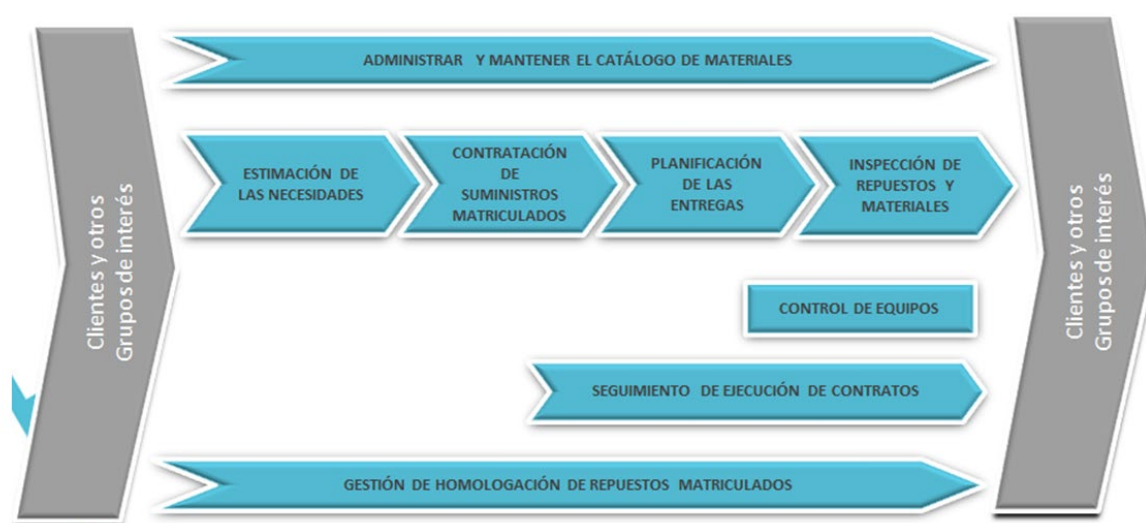 ADMINISTRAR Y MANTENER EL CATÁLOGO DE MATERIALES
Clientes y otros
Grupos de interés
ESTIMACIÓN DE
LAS NECESIDADES
CONTRATACIÓN
DE
SUMINISTROS
MATRICULADOS
PLANIFICACIÓN
DE LAS
ENTREGAS
INSPECCIÓN DE
REPUESTOS Y
MATERIALES
Clientes y otros
Grupos de interés
CONTROL DE EQUIPOS
SEGUIMIENTO DE EJECUCIÓN DE CONTRATOS
GESTIÓN DE HOMOLOGACIÓN DE REPUESTOS MATRICULADOS